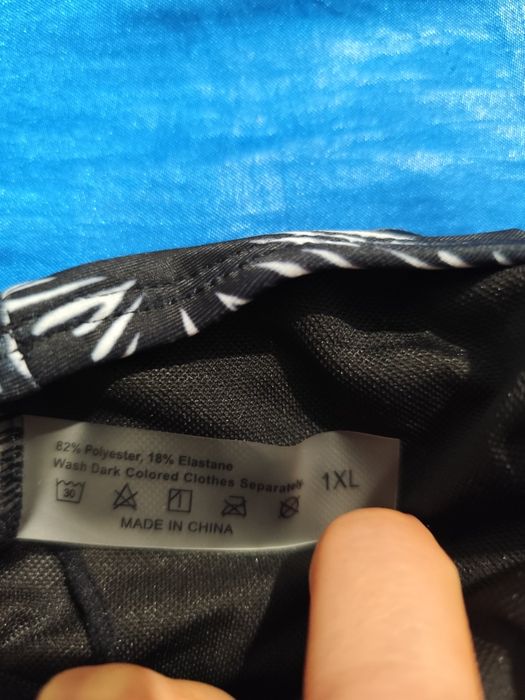 82% Polyester, 18% Elastane
Wash Dark Colored Clothes Separately
1XL
30
MADE IN CHINA